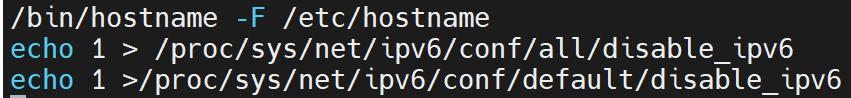 /bin/hostname -F /etc/hostname
echo 1 > /proc/sys/net/ipv6/conf/all/disable_ipv6
echo 1 >/proc/sys/net/ipv6/conf/default/disable_ipv6